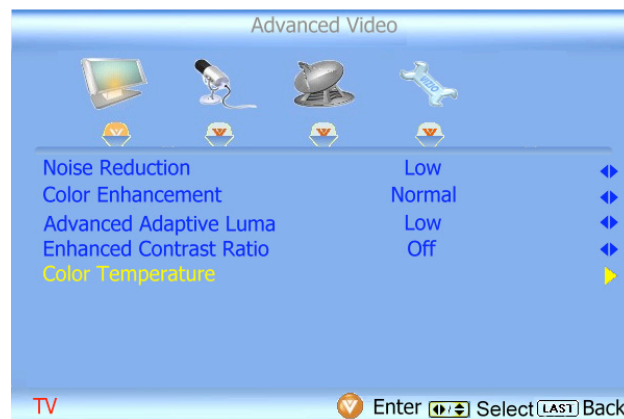 Advanced Video
VIZIO
Noise Reduction Low
Color Enhancement Normal
Advanced Adaptive Luma Low
Enhanced Contrast Ratio Off
Color Temperature
TV Enter Select LAST Back